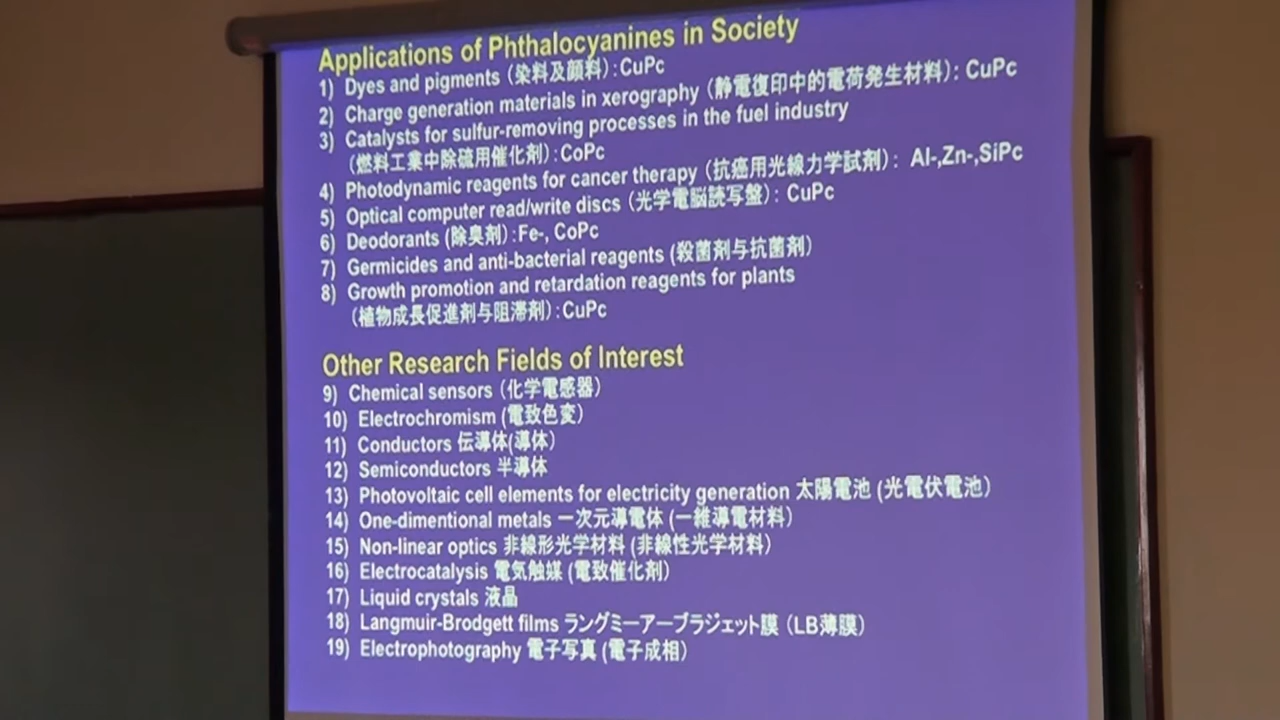 Applications of Phthalocyanines in Society
1) Dyes and pigments (染料及顔料):CuPc
2) Charge generation materials in xerography (静電復印中的電荷発生材料): CuPc
3) Catalysts for sulfur-removing processes in the fuel industry
(燃料工業中除硫用催化剤):CoPc
4) Photodynamic reagents for cancer therapy (抗癌用光線力学試剤): Al-,Zn-,SiPc
5) Optical computer read/write discs (光学電脳読写盤): CuPc
6) Deodorants (除臭剤):Fe-, CoPc
7) Germicides and anti-bacterial reagents (殺菌剤与抗菌剤)
8) Growth promotion and retardation reagents for plants
(植物成長促進剤与阻滞剤):CuPc
Other Research Fields of Interest
9) Chemical sensors (化学電感器)
10) Electrochromism (電致色変)
11) Conductors 伝導体(導体)
12) Semiconductors 半導体
13) Photovoltaic cell elements for electricity generation 太陽電池 (光電伏電池)
14) One-dimentional metals 一次元導電体 (一維導電材料)
15) Non-linear optics 非線形光学材料 (非線性光学材料)
16) Electrocatalysis 電気触媒 (電致催化剤)
17) Liquid crystals 液晶
18) Langmuir-Brodgett films ラングミーアーブラジェット膜 (LB薄膜)
19) Electrophotography 電子写真 (電子成相)